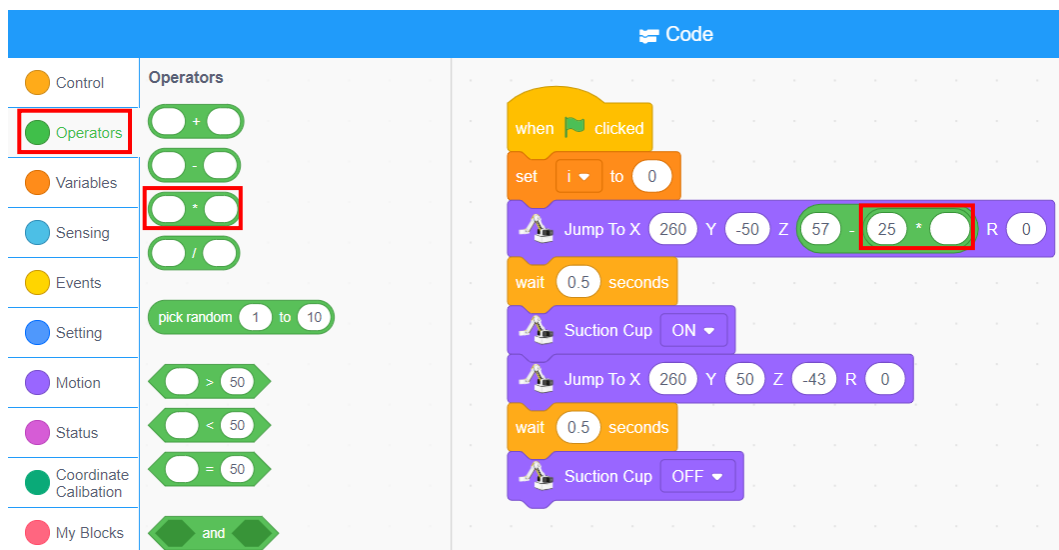 Code
Control
Operators
Variables
Sensing
Events
Setting
Motion
Status
Coordinate
Calibation
My Blocks
Operators
+
-
*
/
pick random 1 to 10
> 50
< 50
= 50
and
when clicked
set i to 0
Jump To X 260 Y -50 Z 57 - 25 * R 0
wait 0.5 seconds
Suction Cup ON
Jump To X 260 Y 50 Z -43 R 0
wait 0.5 seconds
Suction Cup OFF